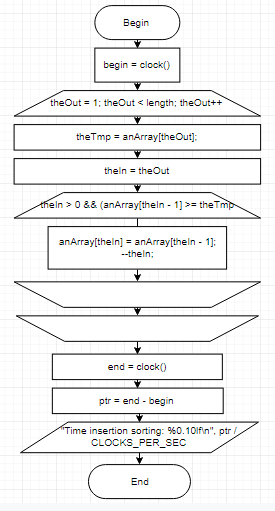 Begin
begin = clock()
theOut = 1; theOut < length; theOut++
theTmp = anArray[theOut];
theIn = theOut
theIn > 0 && (anArray[theIn - 1] >= theTmp
anArray[theIn] = anArray[theIn - 1];
--theIn;
end = clock()
ptr = end - begin
"Time insertion sorting: %0.10lf\n", ptr /
CLOCKS_PER_SEC
End